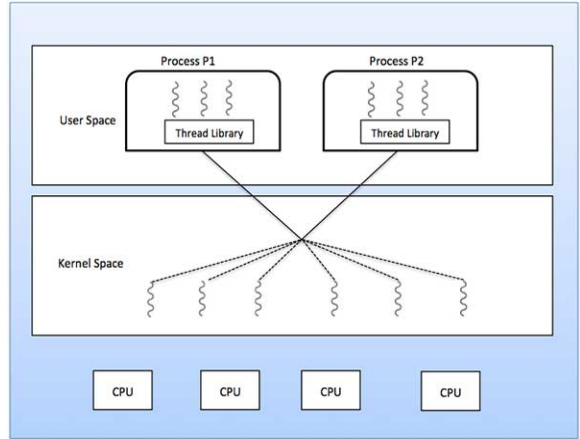 Process P1
Process P2
User Space
Thread Library
Thread Library
Kernel Space
CPU
CPU
CPU
CPU